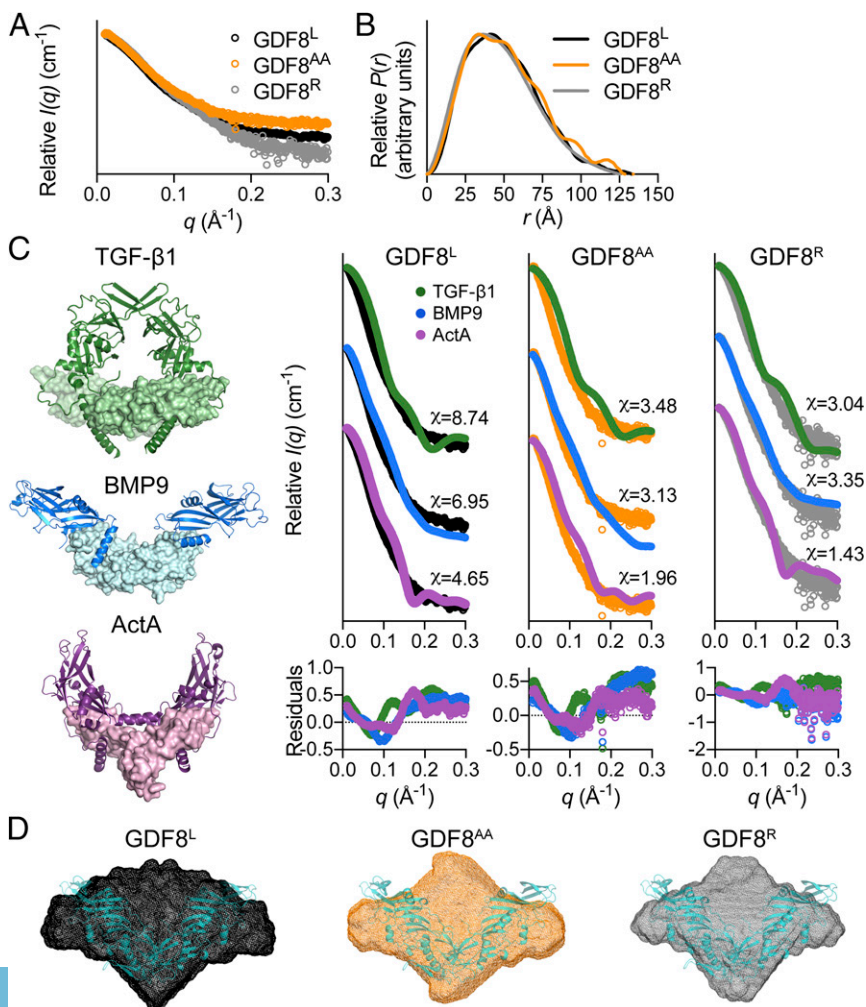 A
Relative I(q) (cm⁻¹)
GDF8ᴸ
GDF8ᴬᴬ
GDF8ᴿ
0.0 0.1 0.2 0.3
q (Å⁻¹)
B
Relative P(r)
(arbitrary units)
GDF8ᴸ
GDF8ᴬᴬ
GDF8ᴿ
0 25 50 75 100 125 150
r (Å)
C
TGF-β1
BMP9
ActA
Relative I(q) (cm⁻¹)
GDF8ᴸ
TGF-β1
BMP9
ActA
χ=8.74
χ=6.95
χ=4.65
0.0 0.1 0.2 0.3
GDF8ᴬᴬ
χ=3.48
χ=3.13
χ=1.96
0.0 0.1 0.2 0.3
GDF8ᴿ
χ=3.04
χ=3.35
χ=1.43
0.0 0.1 0.2 0.3
Residuals
1.0
0.5
0.0
-0.5
0.0 0.1 0.2 0.3
q (Å⁻¹)
0.5
0.0
-0.5
0.0 0.1 0.2 0.3
q (Å⁻¹)
1
0
-1
-2
0.0 0.1 0.2 0.3
q (Å⁻¹)
D
GDF8ᴸ
GDF8ᴬᴬ
GDF8ᴿ